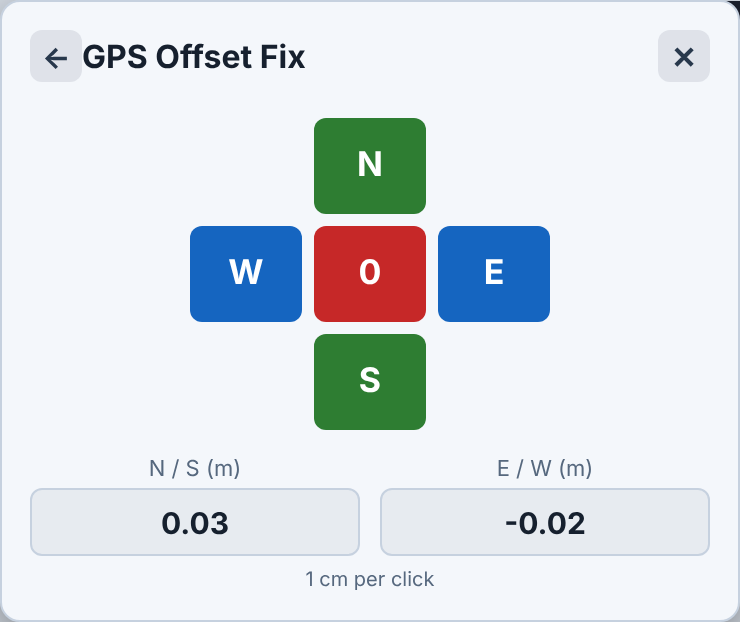 GPS Offset Fix
N
W 0 E
S
N / S (m) E / W (m)
0.03 -0.02
1 cm per click